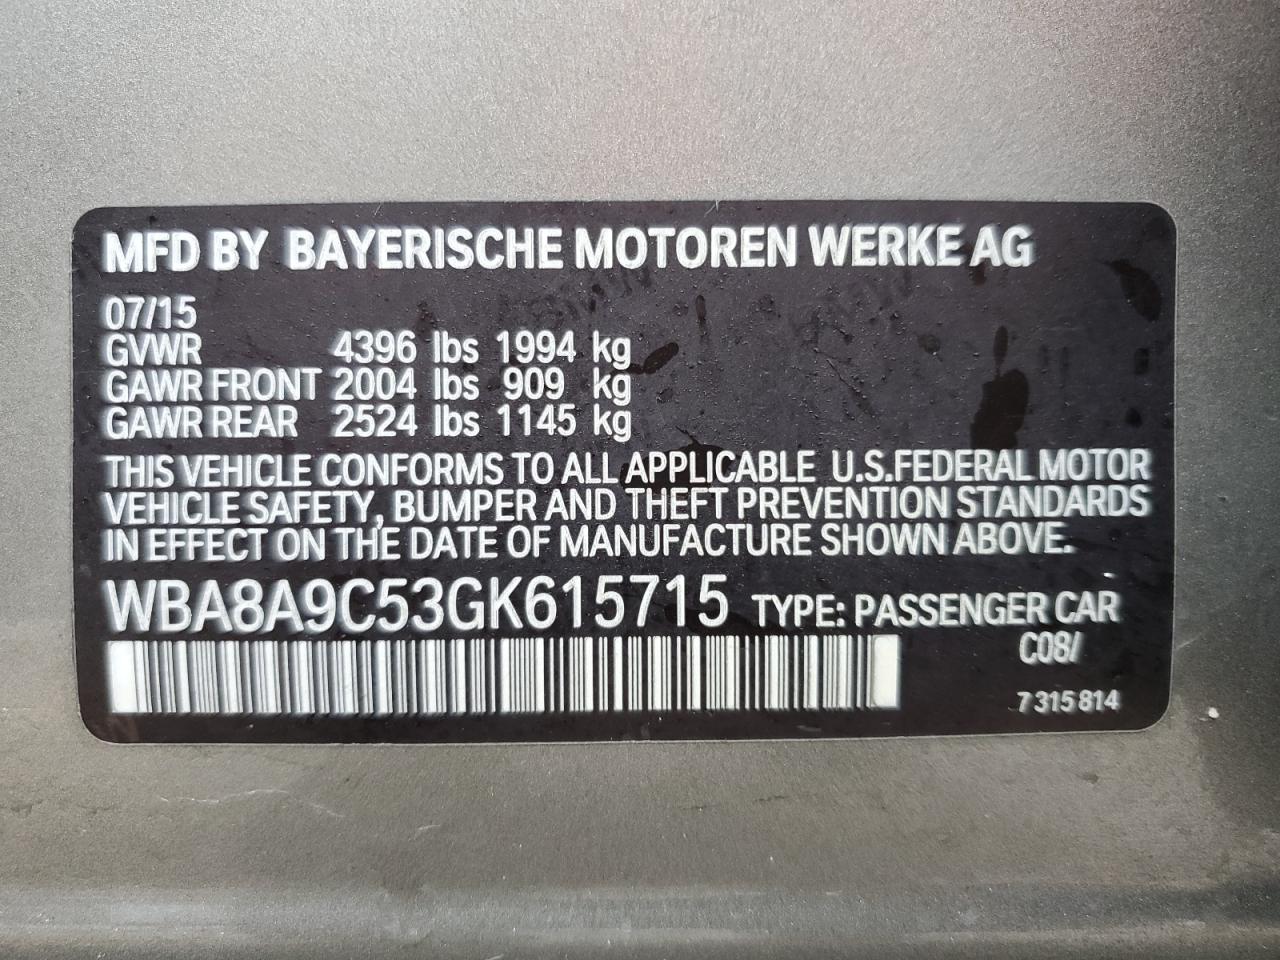 MFD BY BAYERISCHE MOTOREN WERKE AG
07/15
GVWR 4396 lbs 1994 kg
GAWR FRONT 2004 lbs 909 kg
GAWR REAR 2524 lbs 1145 kg
THIS VEHICLE CONFORMS TO ALL APPLICABLE U.S.FEDERAL MOTOR
VEHICLE SAFETY, BUMPER AND THEFT PREVENTION STANDARDS
IN EFFECT ON THE DATE OF MANUFACTURE SHOWN ABOVE.
WBA8A9C53GK615715 TYPE: PASSENGER CAR
C08/
7 315 814